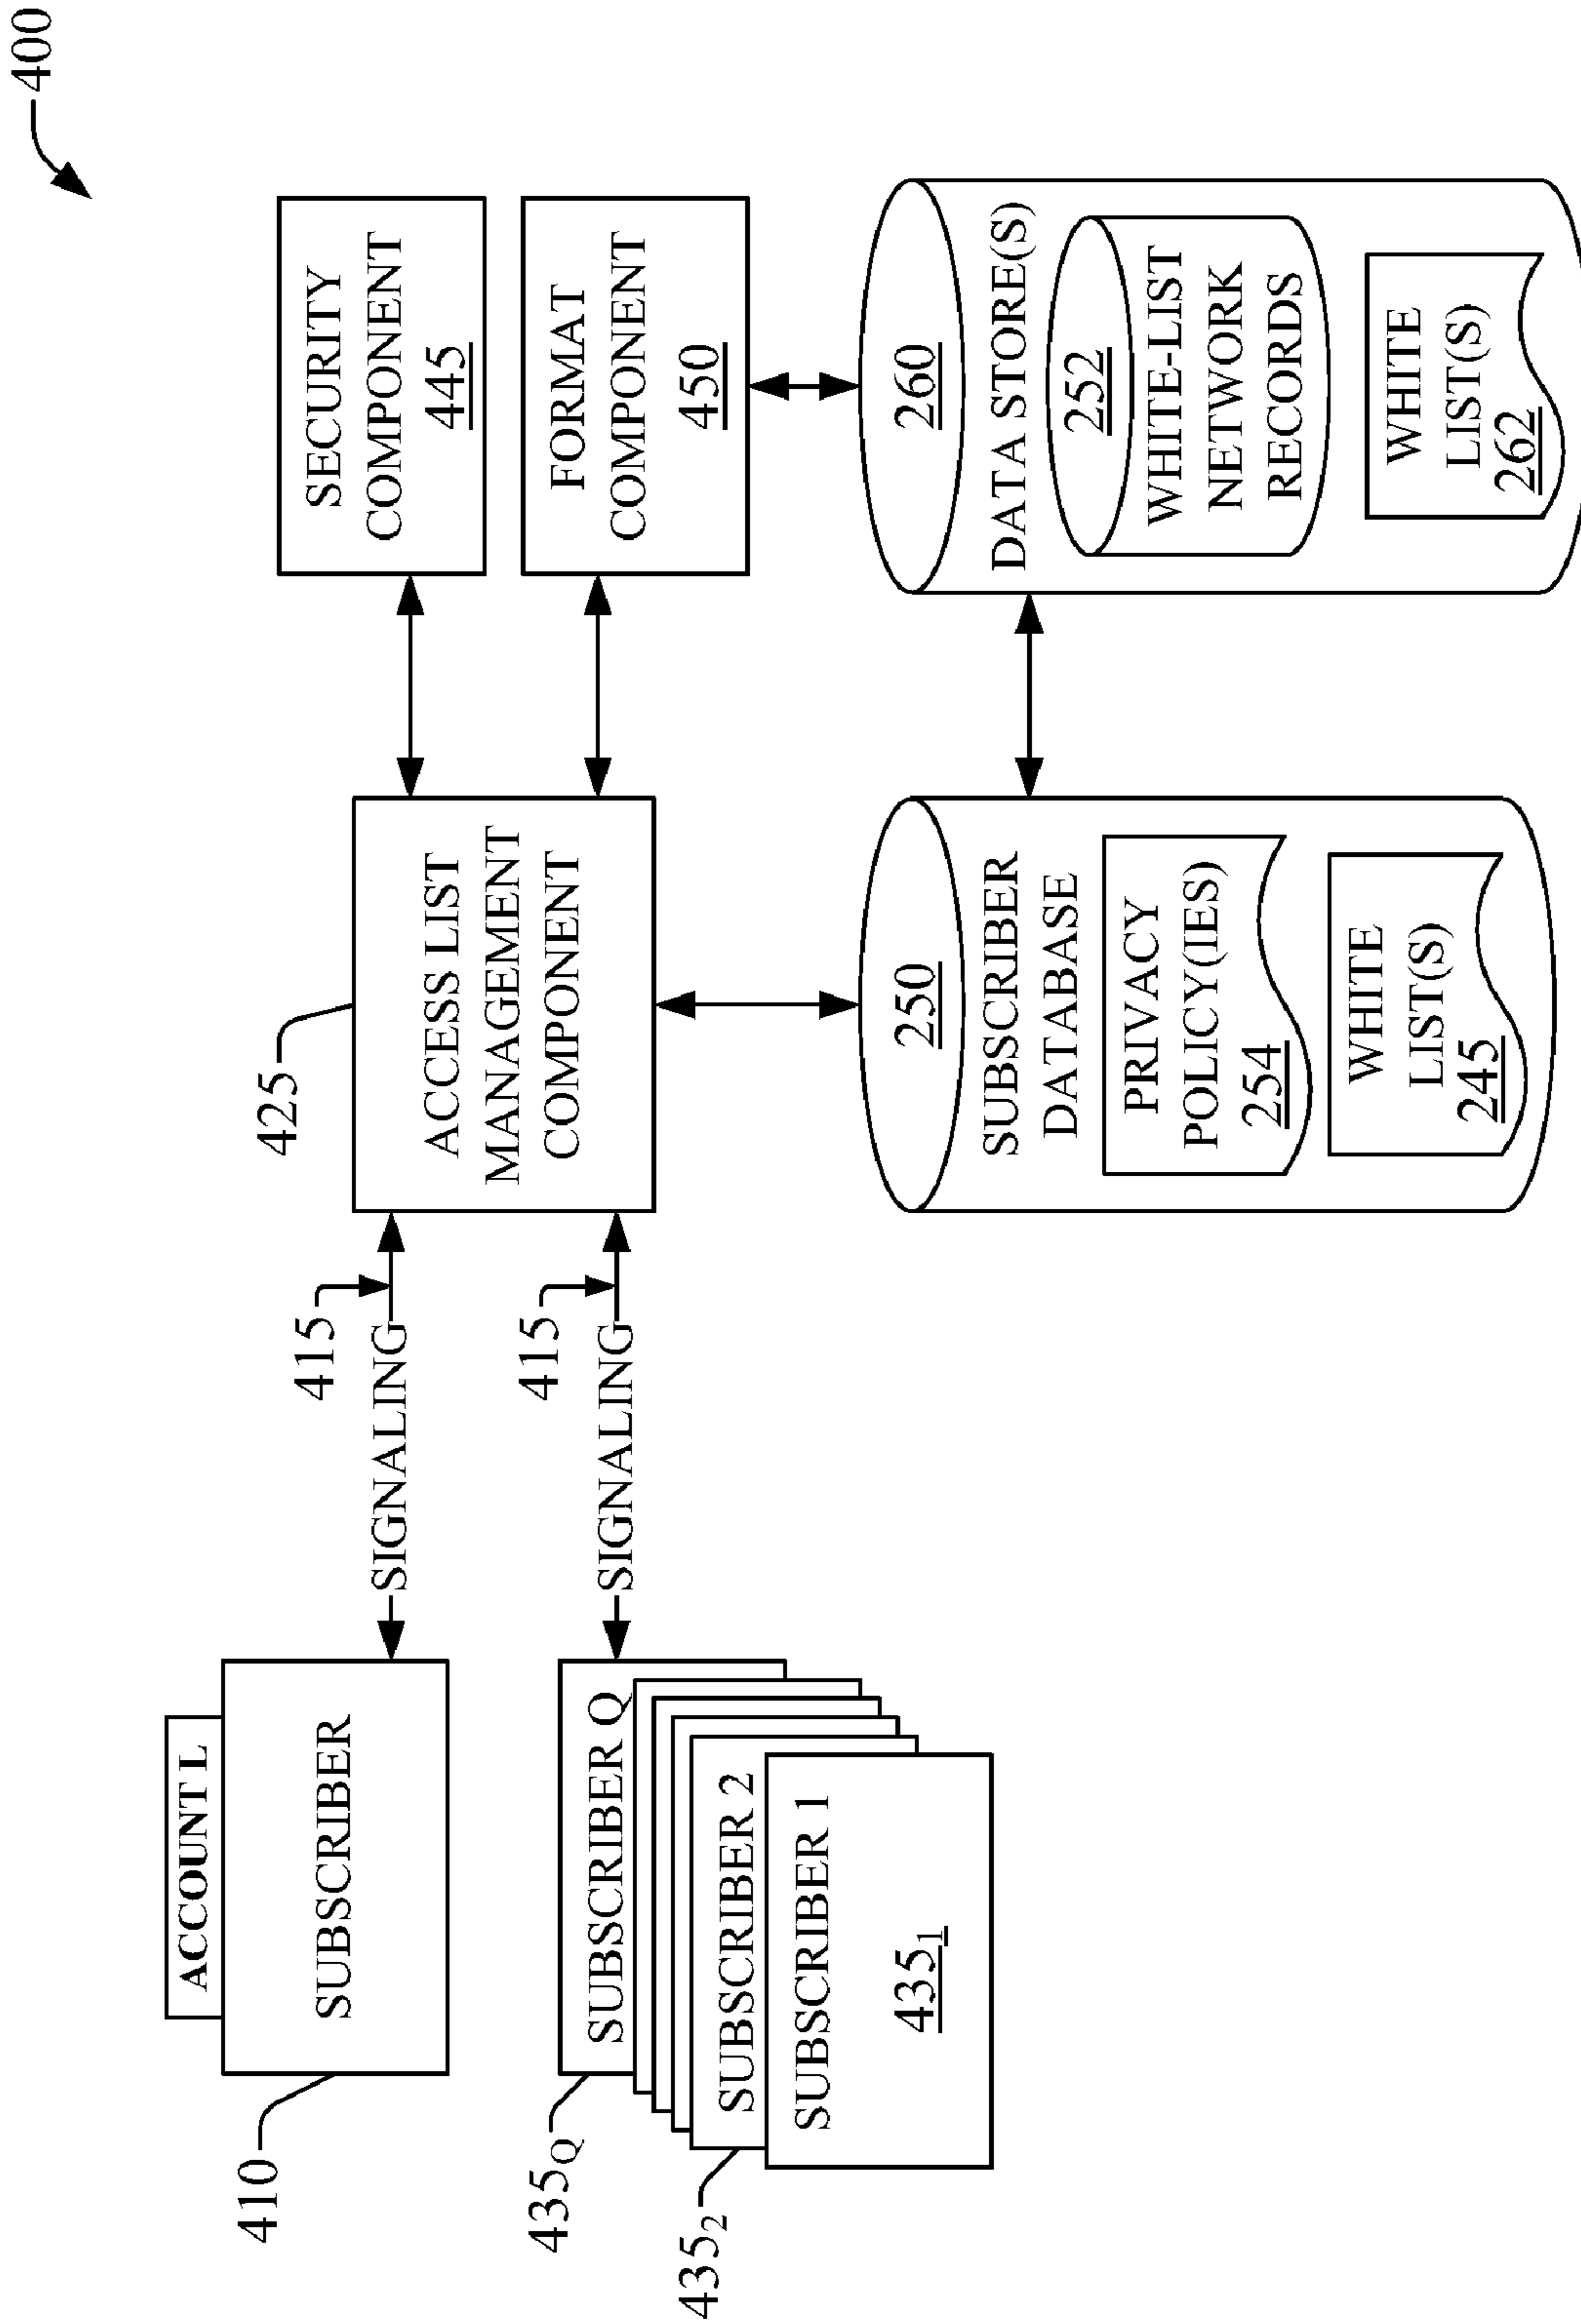 400
ACCOUNT L
SUBSCRIBER
410
SIGNALING
415
425
ACCESS LIST
MANAGEMENT
COMPONENT
SECURITY
COMPONENT
445
SUBSCRIBER Q
435Q
SUBSCRIBER 2
4352
SUBSCRIBER 1
4351
SIGNALING
415
FORMAT
COMPONENT
450
250
SUBSCRIBER
DATABASE
PRIVACY
POLICY(IES)
254
WHITE
LIST(S)
245
260
DATA STORE(S)
252
WHITE-LIST
NETWORK
RECORDS
WHITE
LIST(S)
262